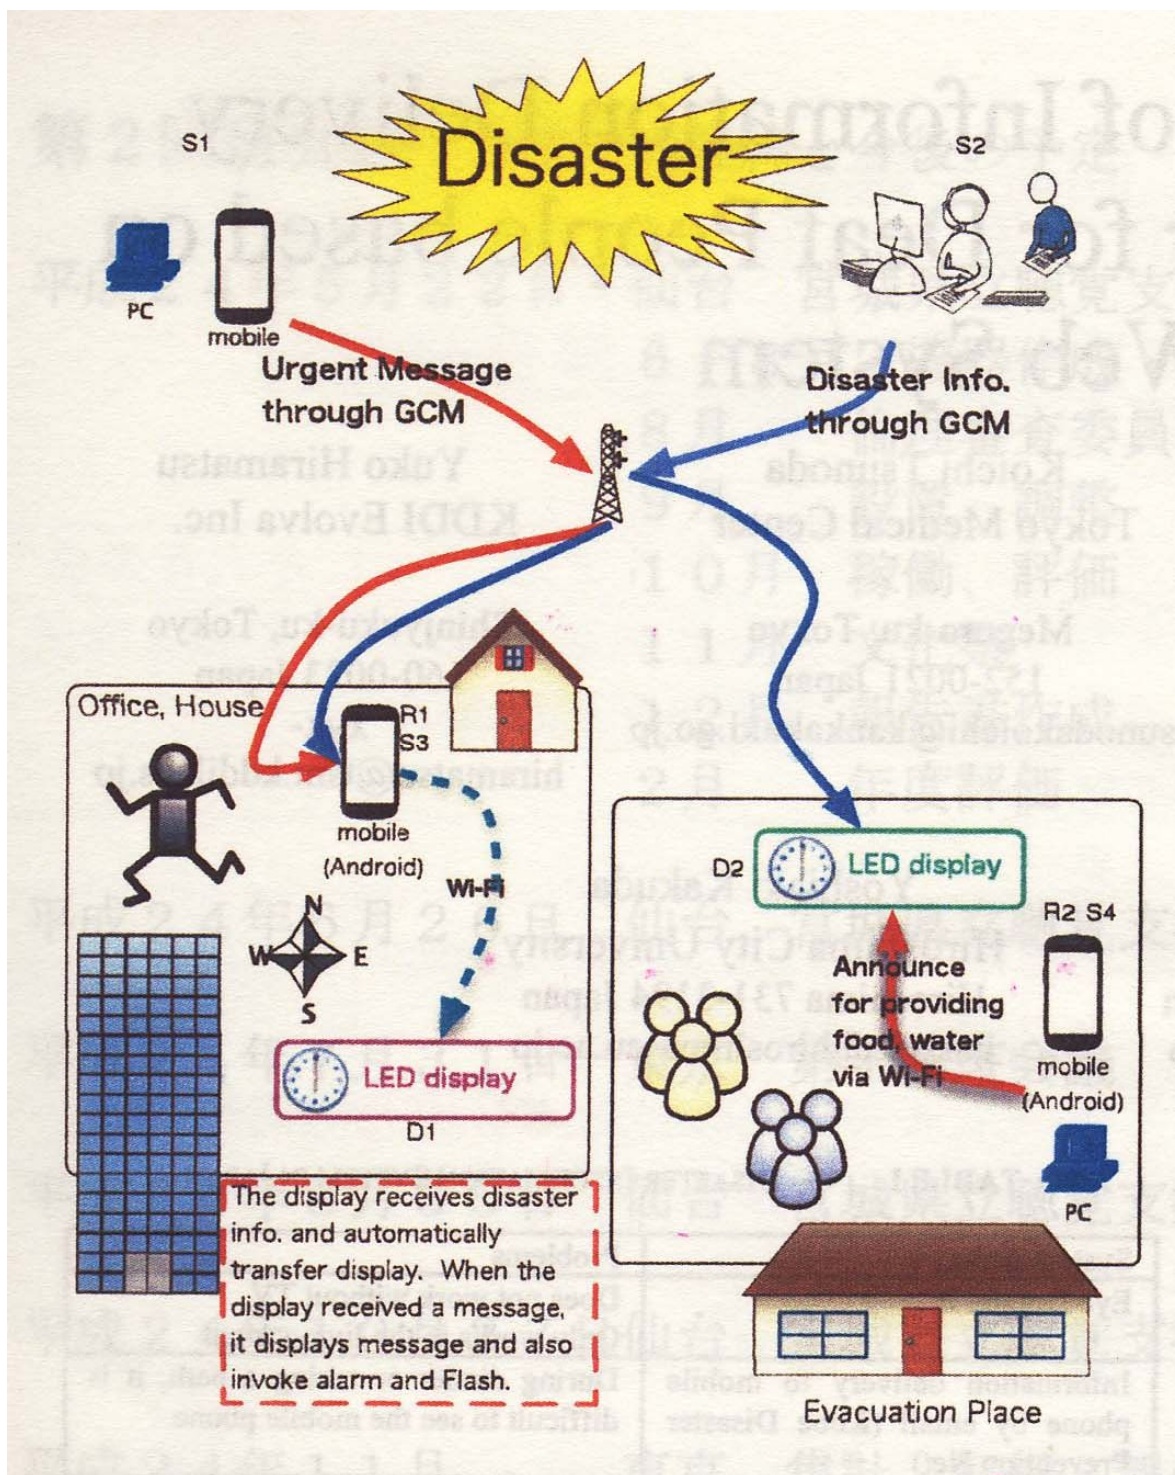 Disaster
S1
S2
PC
mobile
Urgent Message
through GCM
Disaster Info.
through GCM
Office, House
R1
S3
mobile
(Android)
Wi-Fi
N
W
E
S
LED display
D1
D2
LED display
R2 S4
Announce
for providing
food, water
via Wi-Fi
mobile
(Android)
PC
The display receives disaster
info. and automatically
transfer display. When the
display received a message,
it displays message and also
invoke alarm and Flash.
Evacuation Place